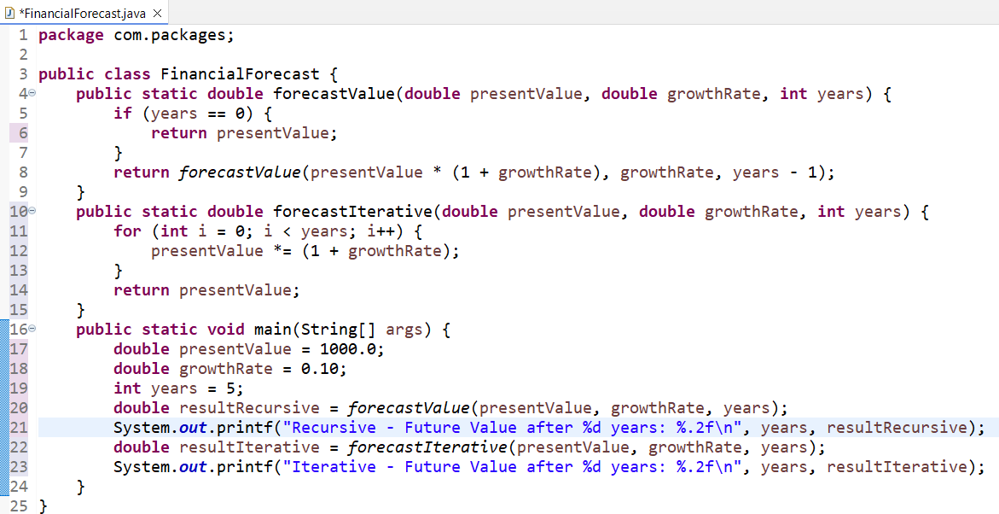 *FinancialForecast.java
1 package com.packages;
2
3 public class FinancialForecast {
4     public static double forecastValue(double presentValue, double growthRate, int years) {
5         if (years == 0) {
6             return presentValue;
7         }
8         return forecastValue(presentValue * (1 + growthRate), growthRate, years - 1);
9     }
10     public static double forecastIterative(double presentValue, double growthRate, int years) {
11         for (int i = 0; i < years; i++) {
12             presentValue *= (1 + growthRate);
13         }
14         return presentValue;
15     }
16     public static void main(String[] args) {
17         double presentValue = 1000.0;
18         double growthRate = 0.10;
19         int years = 5;
20         double resultRecursive = forecastValue(presentValue, growthRate, years);
21         System.out.printf("Recursive - Future Value after %d years: %.2f\n", years, resultRecursive);
22         double resultIterative = forecastIterative(presentValue, growthRate, years);
23         System.out.printf("Iterative - Future Value after %d years: %.2f\n", years, resultIterative);
24     }
25 }